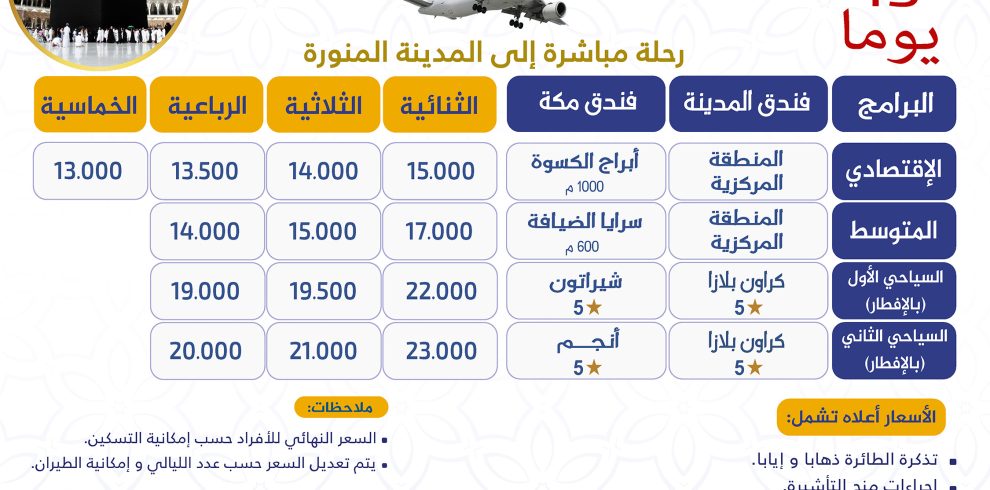 يوما
رحلة مباشرة إلى المدينة المنورة
البرامج فندق المدينة فندق مكة الثنائية الثلاثية الرباعية الخماسية
الإقتصادي المنطقة المركزية أبراج الكسوة 1000 م 15.000 14.000 13.500 13.000
المتوسط المنطقة المركزية سرايا الضيافة 600 م 17.000 15.000 14.000
السياحي الأول (بالإفطار) كراون بلازا 5★ شيراتون 5★ 22.000 19.500 19.000
السياحي الثاني (بالإفطار) كراون بلازا 5★ أنجم 5★ 23.000 21.000 20.000
الأسعار أعلاه تشمل:
▪ تذكرة الطائرة ذهابا و إيابا.
▪ إجراءات منح التأشيرة.
ملاحظات:
▪ السعر النهائي للأفراد حسب إمكانية التسكين.
▪ يتم تعديل السعر حسب عدد الليالي و إمكانية الطيران.